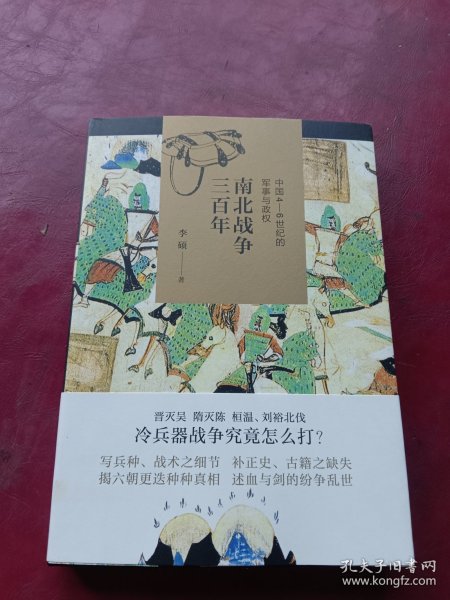 中国4—6世纪的
军事与政权
南北战争
三百年
李硕——著
晋灭吴 隋灭陈 桓温、刘裕北伐
冷兵器战争究竟怎么打?
写兵种、战术之细节 补正史、古籍之缺失
揭六朝更迭种种真相 述血与剑的纷争乱世
孔夫子旧书网
www.kongfz.com